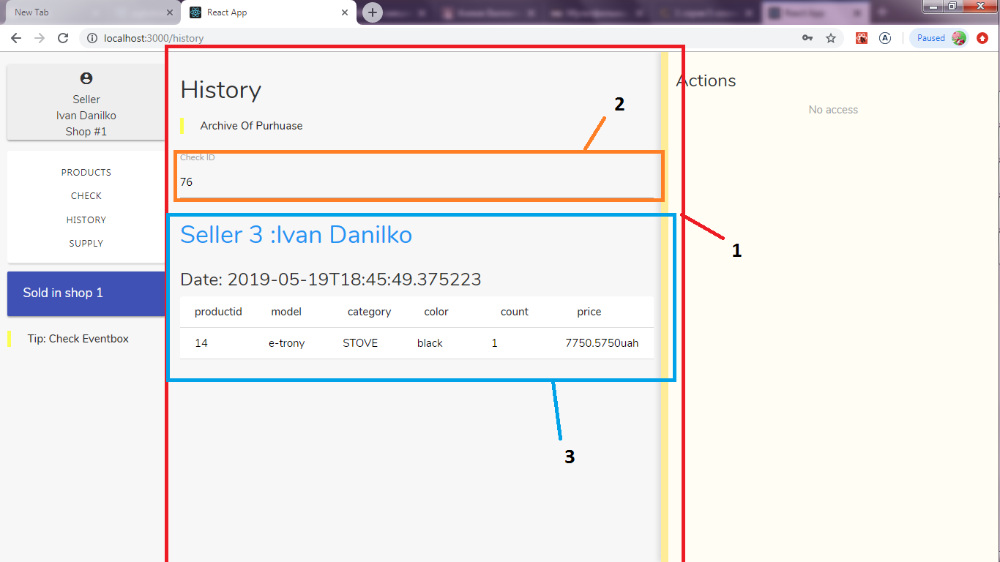 New Tab
React App
React App
localhost:3000/history
Paused
Seller
Ivan Danilko
Shop #1
PRODUCTS
CHECK
HISTORY
SUPPLY
Sold in shop 1
Tip: Check Eventbox
History
Archive Of Purhuase
2
Check ID
76
Seller 3 :Ivan Danilko
Date: 2019-05-19T18:45:49.375223
productid model category color count price
14 e-trony STOVE black 1 7750.5750uah
3
1
Actions
No access